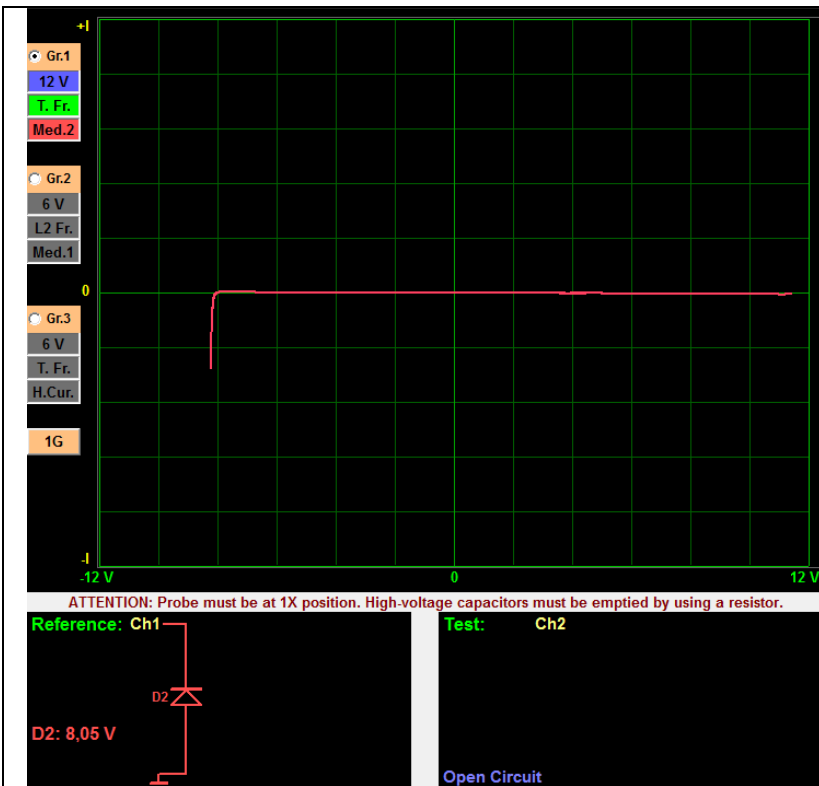 +I
Gr.1
12 V
T. Fr.
Med.2
Gr.2
6 V
L2 Fr.
Med.1
0
Gr.3
6 V
T. Fr.
H.Cur.
1G
-I
-12 V 0 12 V
ATTENTION: Probe must be at 1X position. High-voltage capacitors must be emptied by using a resistor.
Reference: Ch1
D2
D2: 8,05 V
Test: Ch2
Open Circuit